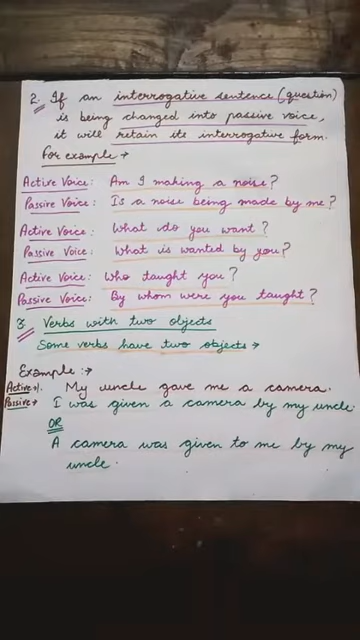 2. If an interrogative sentence (question)
is being changed into passive voice,
it will retain its interrogative form.
For example →
Active Voice: Am I making a noise?
Passive Voice: Is a noise being made by me?
Active Voice: What do you want?
Passive Voice: What is wanted by you?
Active Voice: Who taught you?
Passive Voice: By whom were you taught?
3. Verbs with two objects
Some verbs have two objects →
Example :→
Active → 1. My uncle gave me a camera.
Passive → I was given a camera by my uncle.
OR
A camera was given to me by my
uncle.